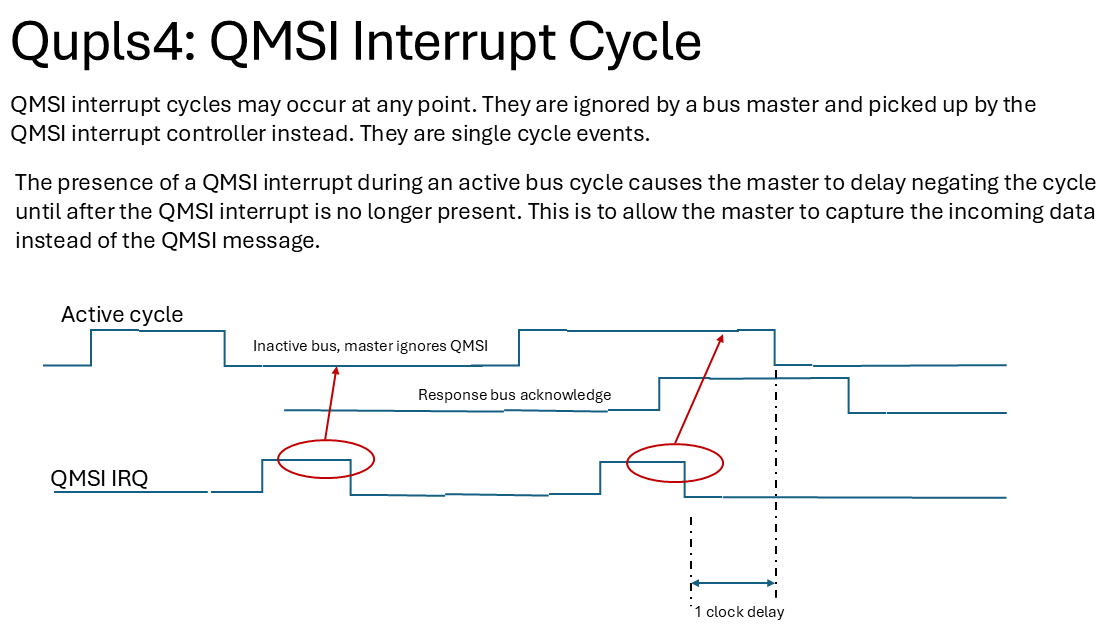 Qupls4: QMSI Interrupt Cycle
QMSI interrupt cycles may occur at any point. They are ignored by a bus master and picked up by the
QMSI interrupt controller instead. They are single cycle events.
The presence of a QMSI interrupt during an active bus cycle causes the master to delay negating the cycle
until after the QMSI interrupt is no longer present. This is to allow the master to capture the incoming data
instead of the QMSI message.
Active cycle
Inactive bus, master ignores QMSI
Response bus acknowledge
QMSI IRQ
1 clock delay